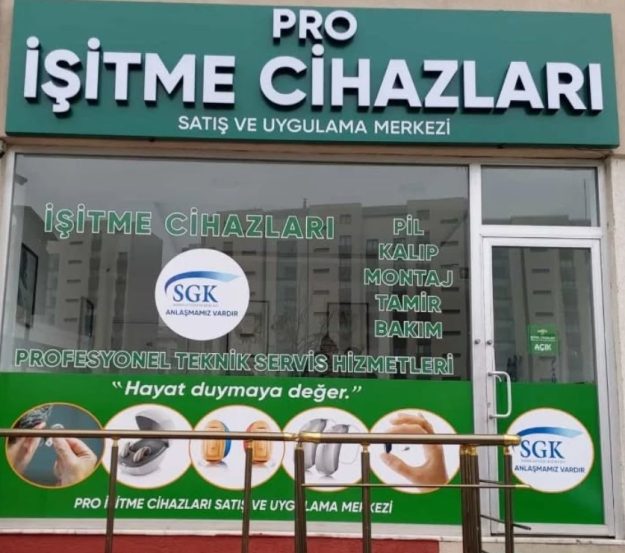 PRO
İŞİTME CİHAZLARI
SATIŞ VE UYGULAMA MERKEZİ
İŞİTME CİHAZLARI
PİL
KALIP
MONTAJ
TAMİR
BAKIM
SGK
ANLAŞMAMIZ VARDIR
PROFESYONEL TEKNİK SERVİS HİZMETLERİ
"Hayat duymaya değer."
PRO İŞİTME CİHAZLARI SATIŞ VE UYGULAMA MERKEZİ
AÇIK
SGK
ANLAŞMAMIZ VARDIR